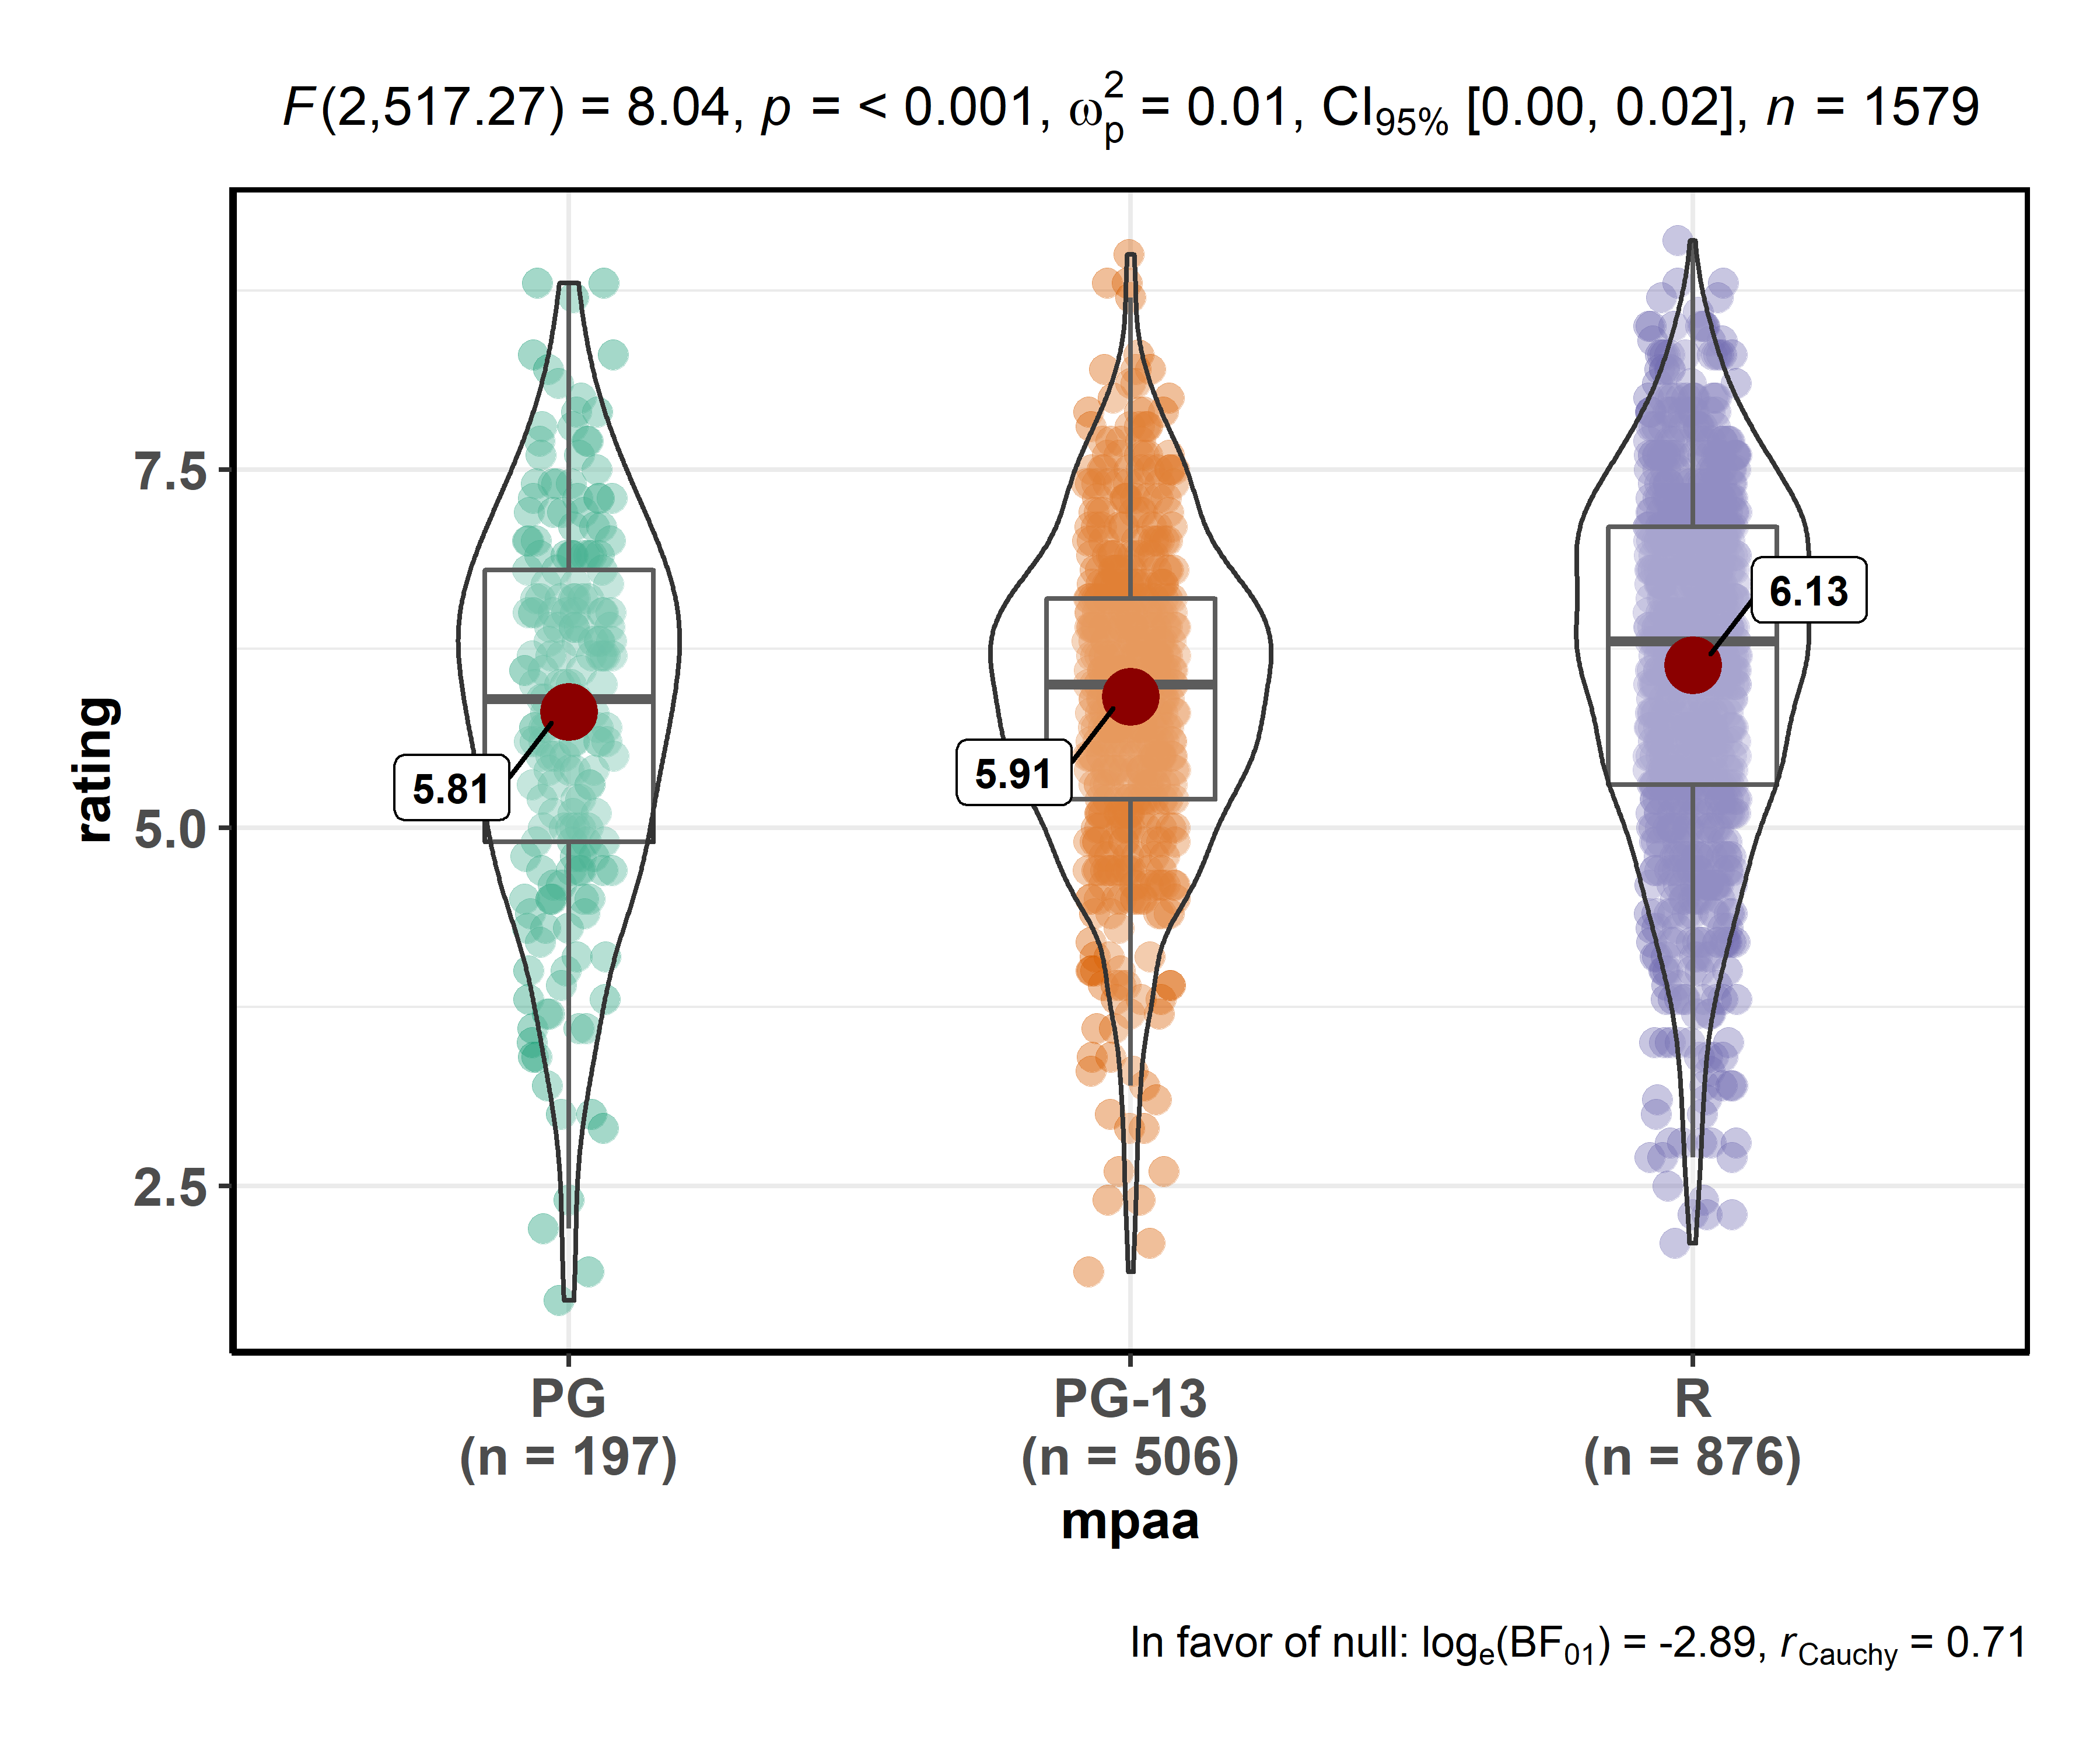 F(2,517.27) = 8.04, p = < 0.001, ω²ₚ = 0.01, CI₉₅% [0.00, 0.02], n = 1579
rating
7.5
5.0
2.5
5.81
5.91
6.13
PG PG-13 R
(n = 197) (n = 506) (n = 876)
mpaa
In favor of null: logₑ(BF₀₁) = -2.89, r Cauchy = 0.71